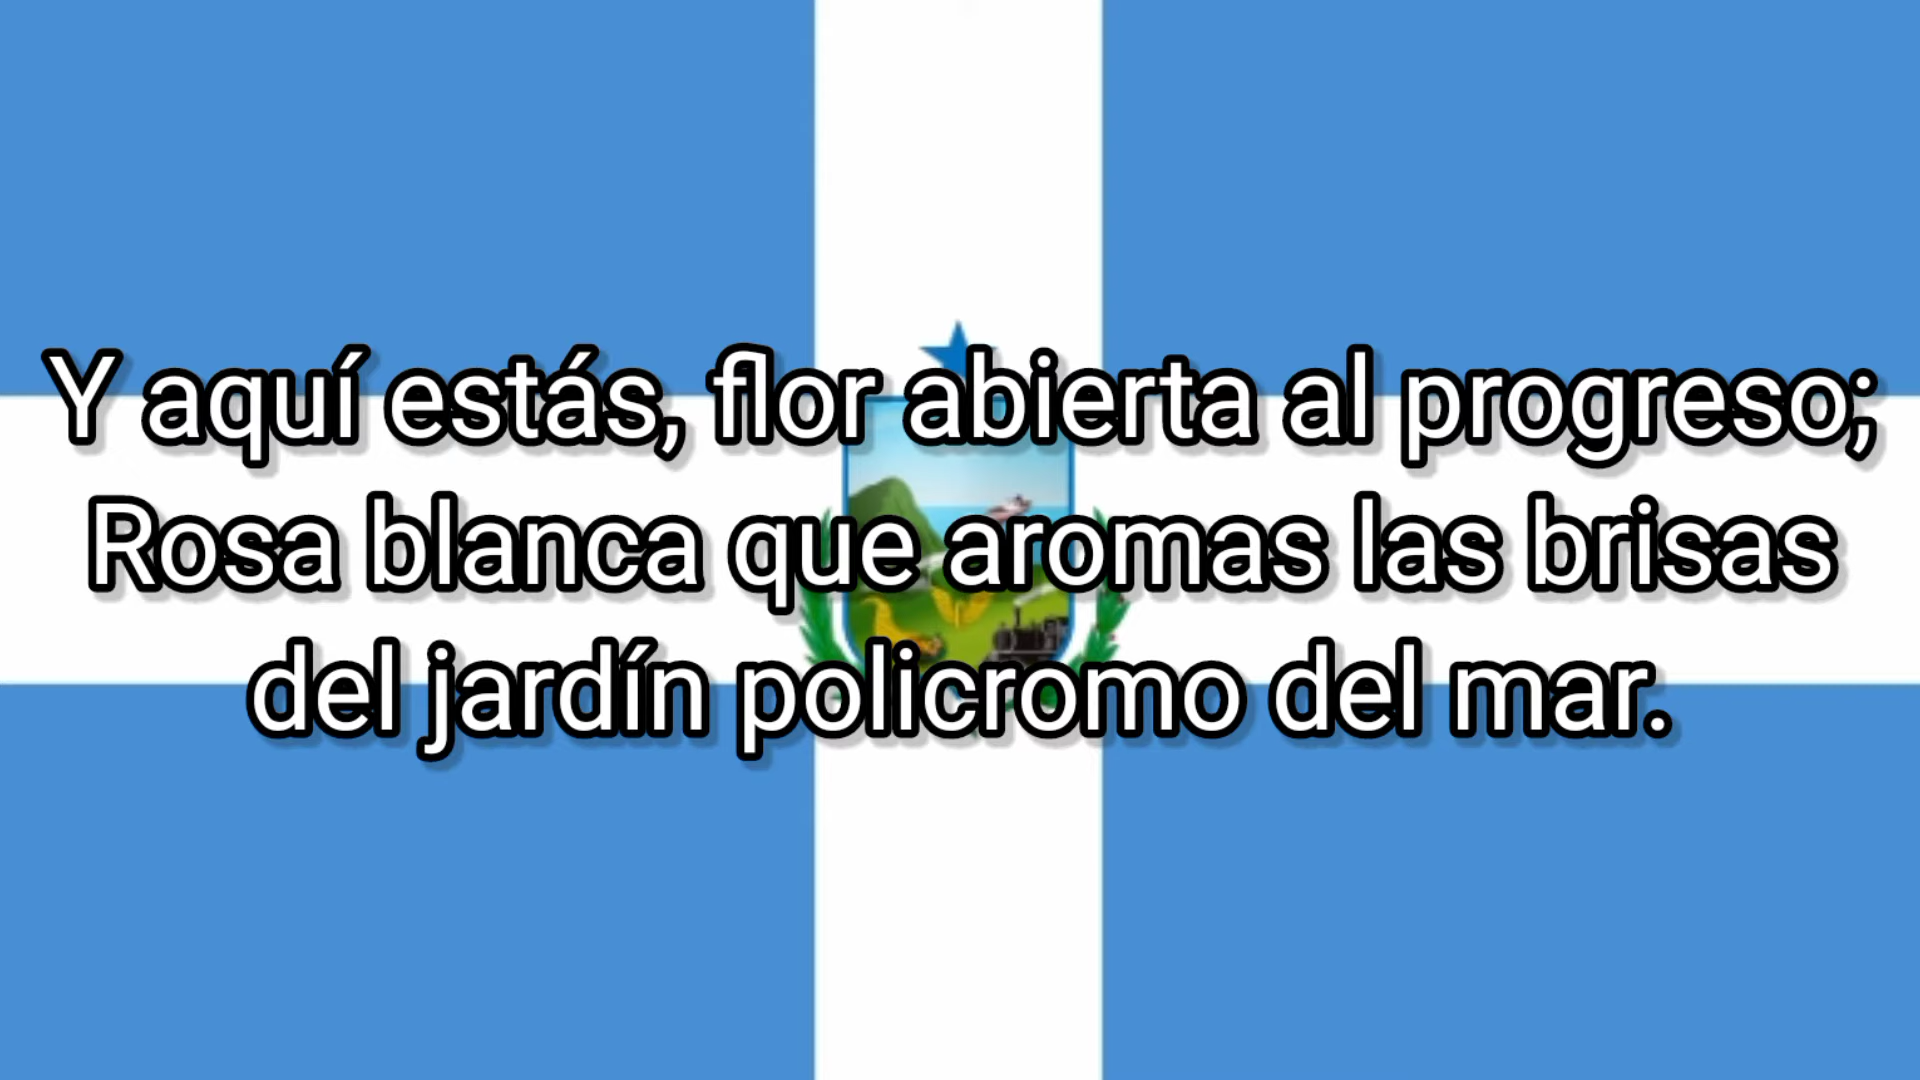 Y aquí estás, flor abierta al progreso;
Rosa blanca que aromas las brisas
del jardín policromo del mar.